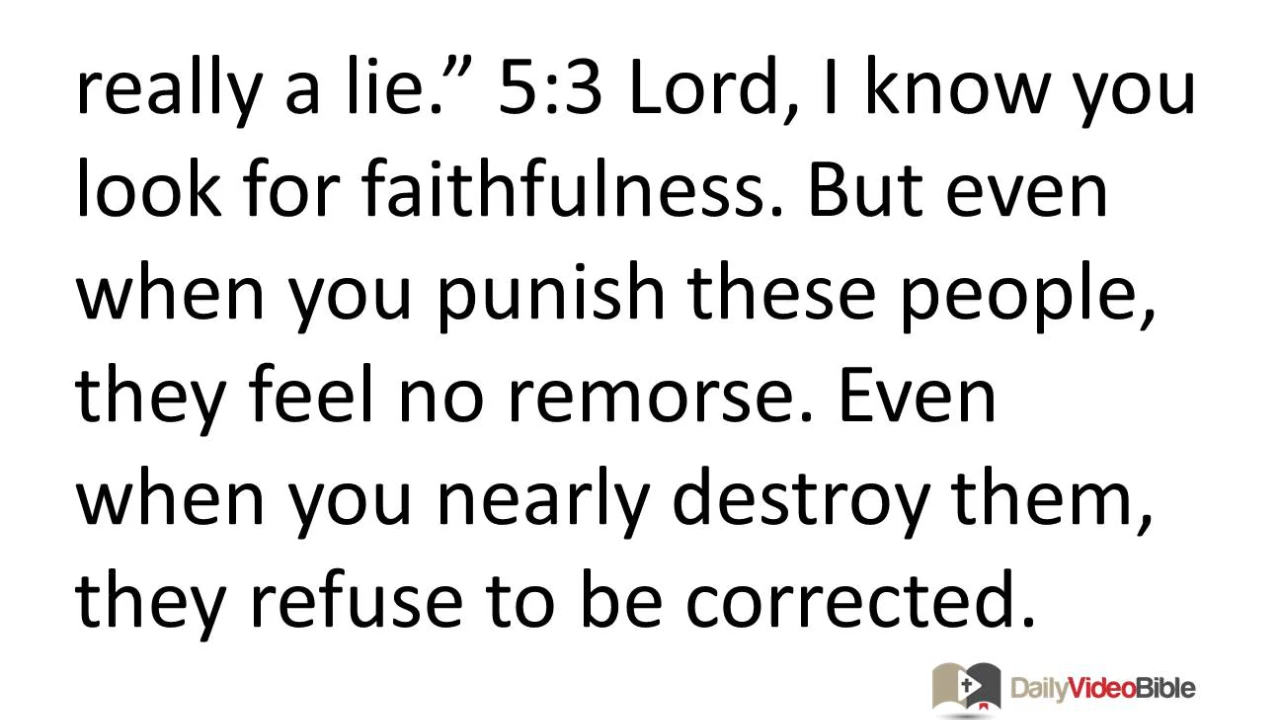 really a lie.” 5:3 Lord, I know you
look for faithfulness. But even
when you punish these people,
they feel no remorse. Even
when you nearly destroy them,
they refuse to be corrected.
DailyVideoBible